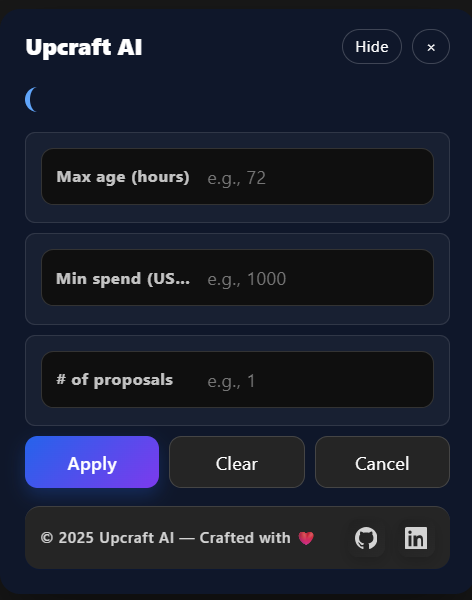 Upcraft AI
Hide
×
Max age (hours) e.g., 72
Min spend (US... e.g., 1000
# of proposals e.g., 1
Apply Clear Cancel
© 2025 Upcraft AI — Crafted with 💗
in